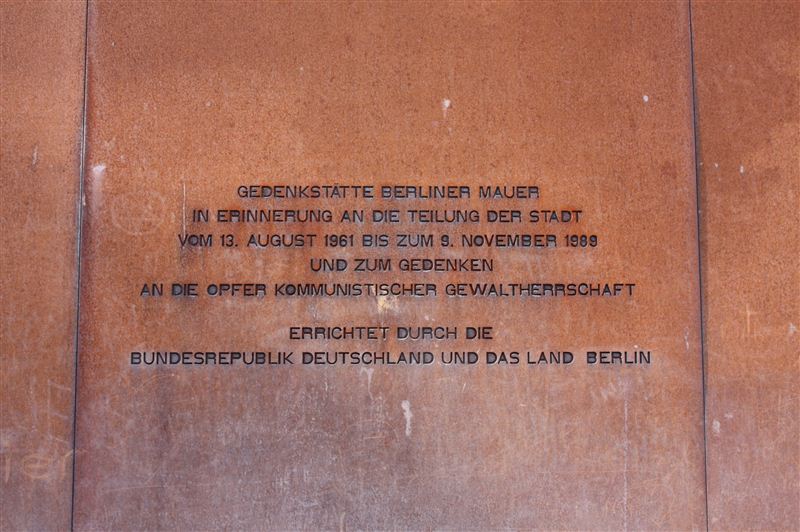 GEDENKSTÄTTE BERLINER MAUER
IN ERINNERUNG AN DIE TEILUNG DER STADT
VOM 13. AUGUST 1961 BIS ZUM 9. NOVEMBER 1989
UND ZUM GEDENKEN
AN DIE OPFER KOMMUNISTISCHER GEWALTHERRSCHAFT
ERRICHTET DURCH DIE
BUNDESREPUBLIK DEUTSCHLAND UND DAS LAND BERLIN